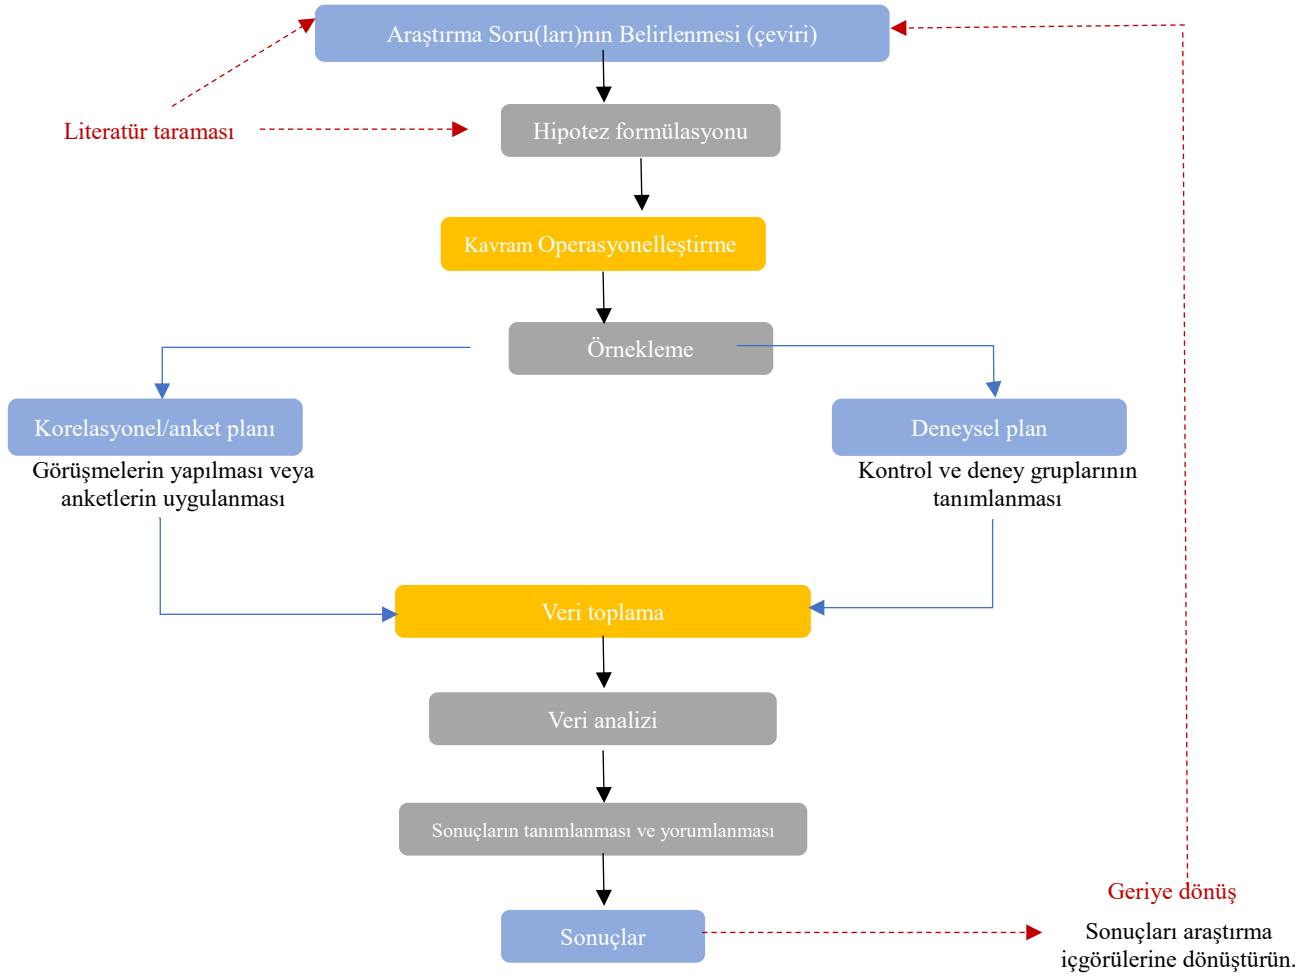 Araştırma Soru(ları)nın Belirlenmesi (çeviri)
Literatür taraması
Hipotez formülasyonu
Kavram Operasyonelleştirme
Örnekleme
Korelasyonel/anket planı
Görüşmelerin yapılması veya
anketlerin uygulanması
Deneysel plan
Kontrol ve deney gruplarının
tanımlanması
Veri toplama
Veri analizi
Sonuçların tanımlanması ve yorumlanması
Sonuçlar
Geriye dönüş
Sonuçları araştırma
içgörülerine dönüştürün.